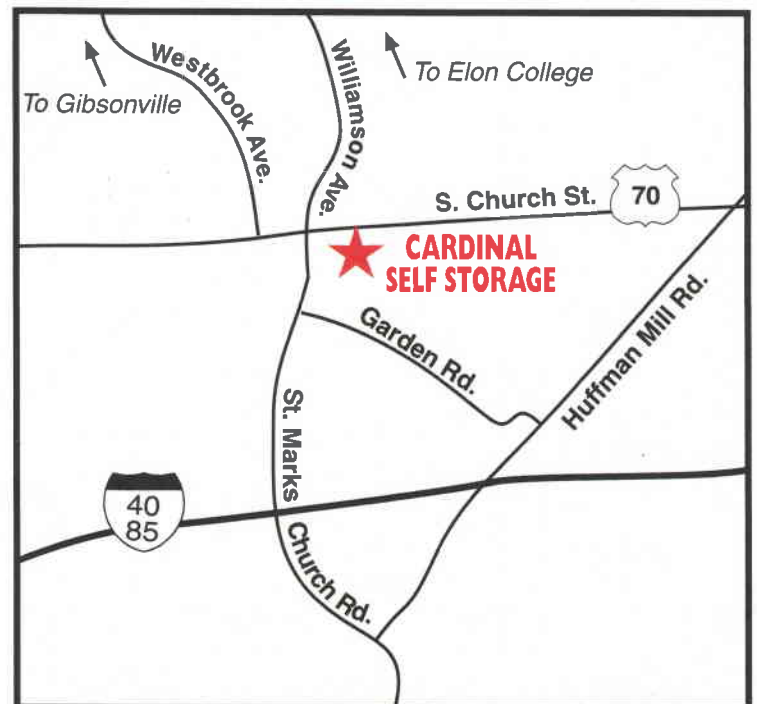 Westbrook Ave.
Williamson Ave.
To Elon College
To Gibsonville
S. Church St.
70
CARDINAL
SELF STORAGE
Garden Rd.
Huffman Mill Rd.
St. Marks Church Rd.
40
85